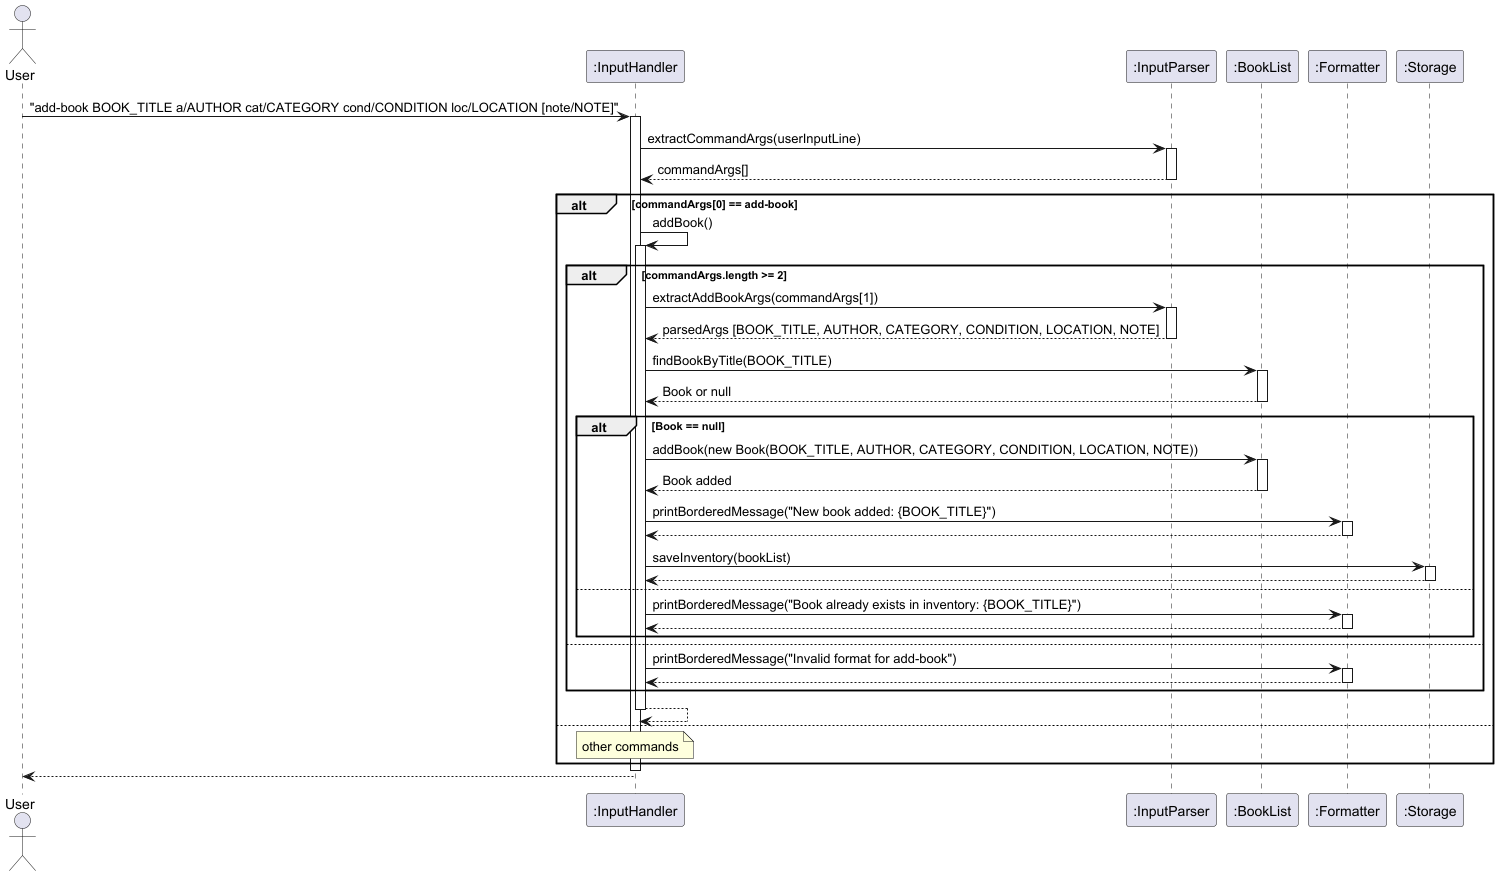 User
:InputHandler
:InputParser
:BookList
:Formatter
:Storage
"add-book BOOK_TITLE a/AUTHOR cat/CATEGORY cond/CONDITION loc/LOCATION [note/NOTE]"
extractCommandArgs(userInputLine)
commandArgs[]
alt
[commandArgs[0] == add-book]
addBook()
alt
[commandArgs.length >= 2]
extractAddBookArgs(commandArgs[1])
parsedArgs [BOOK_TITLE, AUTHOR, CATEGORY, CONDITION, LOCATION, NOTE]
findBookByTitle(BOOK_TITLE)
Book or null
alt
[Book == null]
addBook(new Book(BOOK_TITLE, AUTHOR, CATEGORY, CONDITION, LOCATION, NOTE))
Book added
printBorderedMessage("New book added: {BOOK_TITLE}")
saveInventory(bookList)
printBorderedMessage("Book already exists in inventory: {BOOK_TITLE}")
printBorderedMessage("Invalid format for add-book")
other commands
User
:InputHandler
:InputParser
:BookList
:Formatter
:Storage